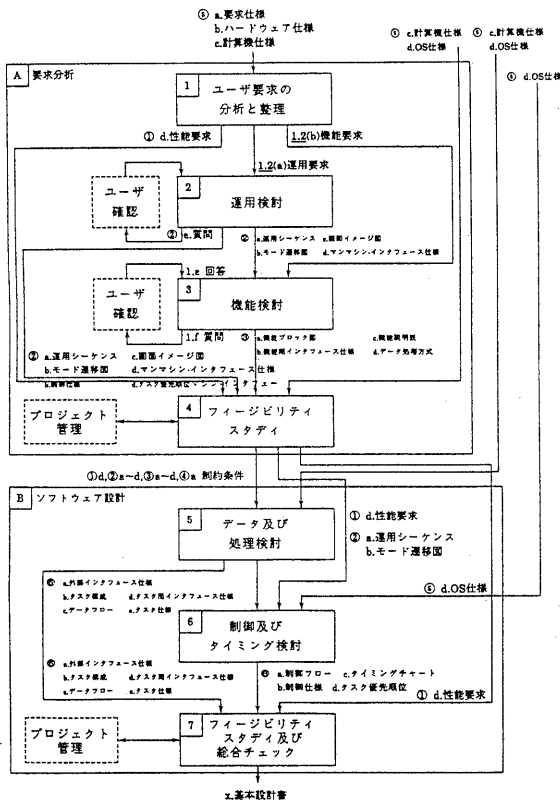 ⑤ a.要求仕様
b.ハードウェア仕様
c.計算機仕様
⑤ c.計算機仕様
d.OS仕様
⑤ c.計算機仕様
d.OS仕様
⑤ d.OS仕様
A 要求分析
1 ユーザ要求の
分析と整理
① d.性能要求
1.2(b)機能要求
1.2(a)運用要求
ユーザ
確認
2 運用検討
② e.質問
② a.運用シーケンス c.画面イメージ図
b.モード遷移図 d.マンマシン・インタフェース仕様
1.e 回答
ユーザ
確認
3 機能検討
1.f 質問
③ a.機能ブロック図 c.機能説明図
b.機能間インタフェース仕様 d.データ処理方式
② a.運用シーケンス c.画面イメージ図
b.モード遷移図 d.マンマシン・インタフェース仕様
b.制御仕様 d.タスク優先順位
プロジェクト
管理
4 フィージビリティ
スタディ
①d,②a~d,③a~d,④a 制約条件
B ソフトウェア設計
5 データ及び
処理検討
① d.性能要求
② a.運用シーケンス
b.モード遷移図
a.外部インタフェース仕様
b.タスク構成 d.タスク間インタフェース仕様
c.データフロー e.タスク仕様
⑤ d.OS仕様
6 制御及び
タイミング検討
a.外部インタフェース仕様
b.タスク構成 d.タスク間インタフェース仕様
c.データフロー e.タスク仕様
a.制御フロー c.タイミングチャート
b.制御仕様 d.タスク優先順位
① d.性能要求
プロジェクト
管理
7 フィージビリティ
スタディ及び
総合チェック
x.基本設計書